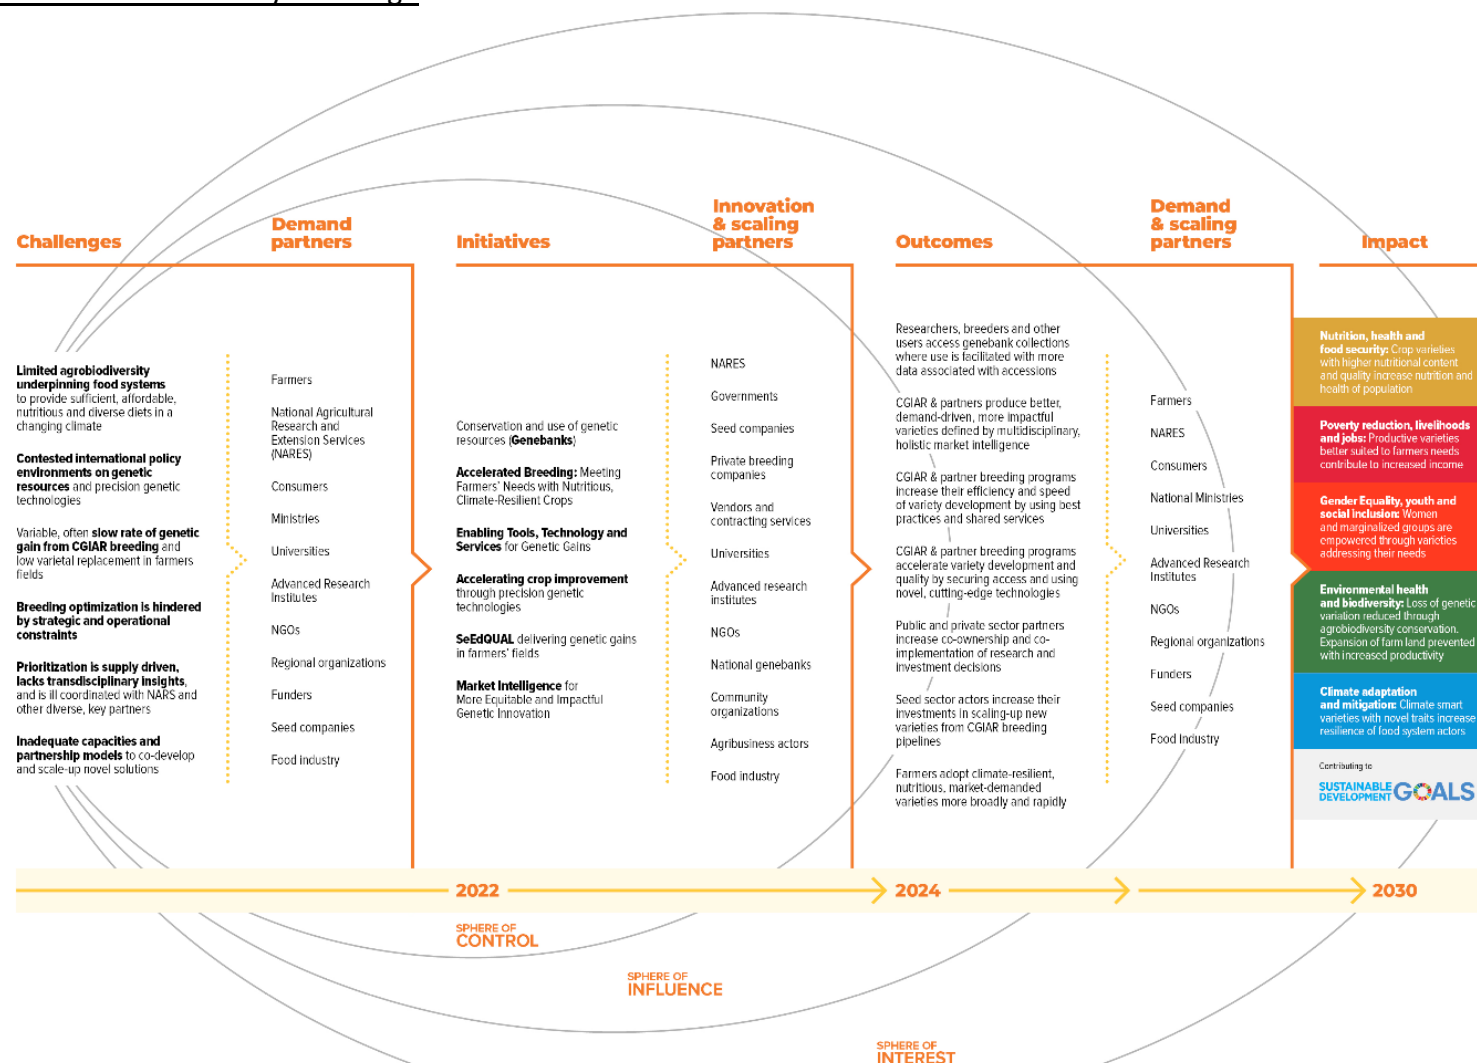 Challenges
Demand
partners
Initiatives
Innovation
& scaling
partners
Outcomes
Demand
& scaling
partners
Impact
Limited agrobiodiversity
underpinning food systems
to provide sufficient, affordable,
nutritious and diverse diets in a
changing climate
Contested international policy
environments on genetic
resources and precision genetic
technologies
Variable, often slow rate of genetic
gain from CGIAR breeding and
low varietal replacement in farmers
fields
Breeding optimization is hindered
by strategic and operational
constraints
Prioritization is supply driven,
lacks transdisciplinary insights,
and is ill coordinated with NARS and
other diverse, key partners
Inadequate capacities and
partnership models to co-develop
and scale-up novel solutions
Farmers
National Agricultural
Research and
Extension Services
(NARES)
Consumers
Ministries
Universities
Advanced Research
Institutes
NGOs
Regional organizations
Funders
Seed companies
Food industry
Conservation and use of genetic
resources (Genebanks)
Accelerated Breeding: Meeting
Farmers' Needs with Nutritious,
Climate-Resilient Crops
Enabling Tools, Technology and
Services for Genetic Gains
Accelerating crop improvement
through precision genetic
technologies
SeEdQUAL delivering genetic gains
in farmers' fields
Market Intelligence for
More Equitable and Impactful
Genetic Innovation
NARES
Governments
Seed companies
Private breeding
companies
Vendors and
contracting services
Universities
Advanced research
institutes
NGOs
National genebanks
Community
organizations
Agribusiness actors
Food industry
Researchers, breeders and other
users access genebank collections
where use is facilitated with more
data associated with accessions
CGIAR & partners produce better,
demand-driven, more impactful
varieties defined by multidisciplinary,
holistic market intelligence
CGIAR & partner breeding programs
increase their efficiency and speed
of variety development by using best
practices and shared services
CGIAR & partner breeding programs
accelerate variety development and
quality by securing access and using
novel, cutting-edge technologies
Public and private sector partners
increase co-ownership and co-
implementation of research and
investment decisions
Seed sector actors increase their
investments in scaling-up new
varieties from CGIAR breeding
pipelines
Farmers adopt climate-resilient,
nutritious, market-demanded
varieties more broadly and rapidly
Farmers
NARES
Consumers
National Ministries
Universities
Advanced Research
Institutes
NGOs
Regional organizations
Funders
Seed companies
Food Industry
Nutrition, health and
food security: Crop varieties
with higher nutritional content
and quality increase nutrition and
health of population
Poverty reduction, livelihoods
and jobs: Productive varieties
better suited to farmers needs
contribute to increased income
Gender Equality, youth and
social inclusion: Women
and marginalized groups are
empowered through varieties
addressing their needs
Environmental health
and biodiversity: Loss of genetic
variation reduced through
agrobiodiversity conservation.
Expansion of farm land prevented
with increased productivity
Climate adaptation
and mitigation: Climate smart
varieties with novel traits increase
resilience of food system actors
Contributing to
SUSTAINABLE
DEVELOPMENT GOALS
2022
2024
2030
SPHERE OF
CONTROL
SPHERE OF
INFLUENCE
SPHERE OF
INTEREST